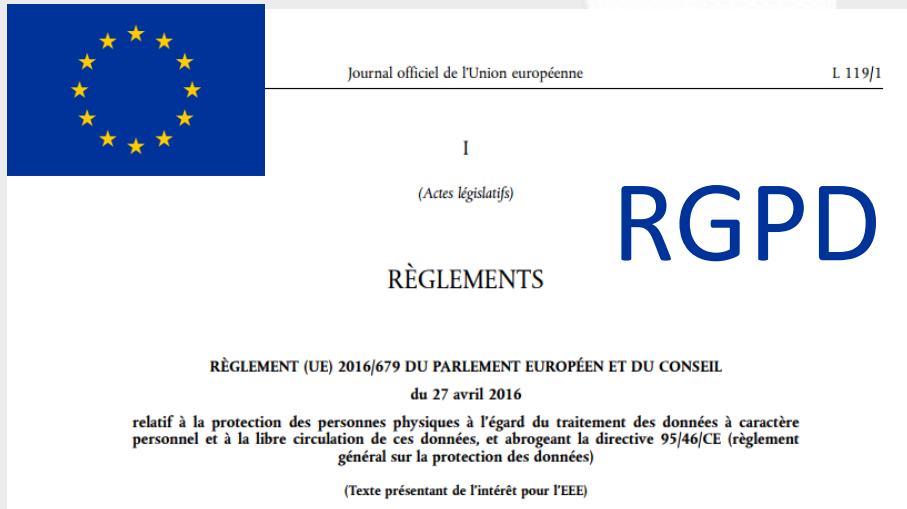 Journal officiel de l'Union européenne L 119/1
I
(Actes législatifs)
RGPD
RÈGLEMENTS
RÈGLEMENT (UE) 2016/679 DU PARLEMENT EUROPÉEN ET DU CONSEIL
du 27 avril 2016
relatif à la protection des personnes physiques à l'égard du traitement des données à caractère
personnel et à la libre circulation de ces données, et abrogeant la directive 95/46/CE (règlement
général sur la protection des données)
(Texte présentant de l'intérêt pour l'EEE)